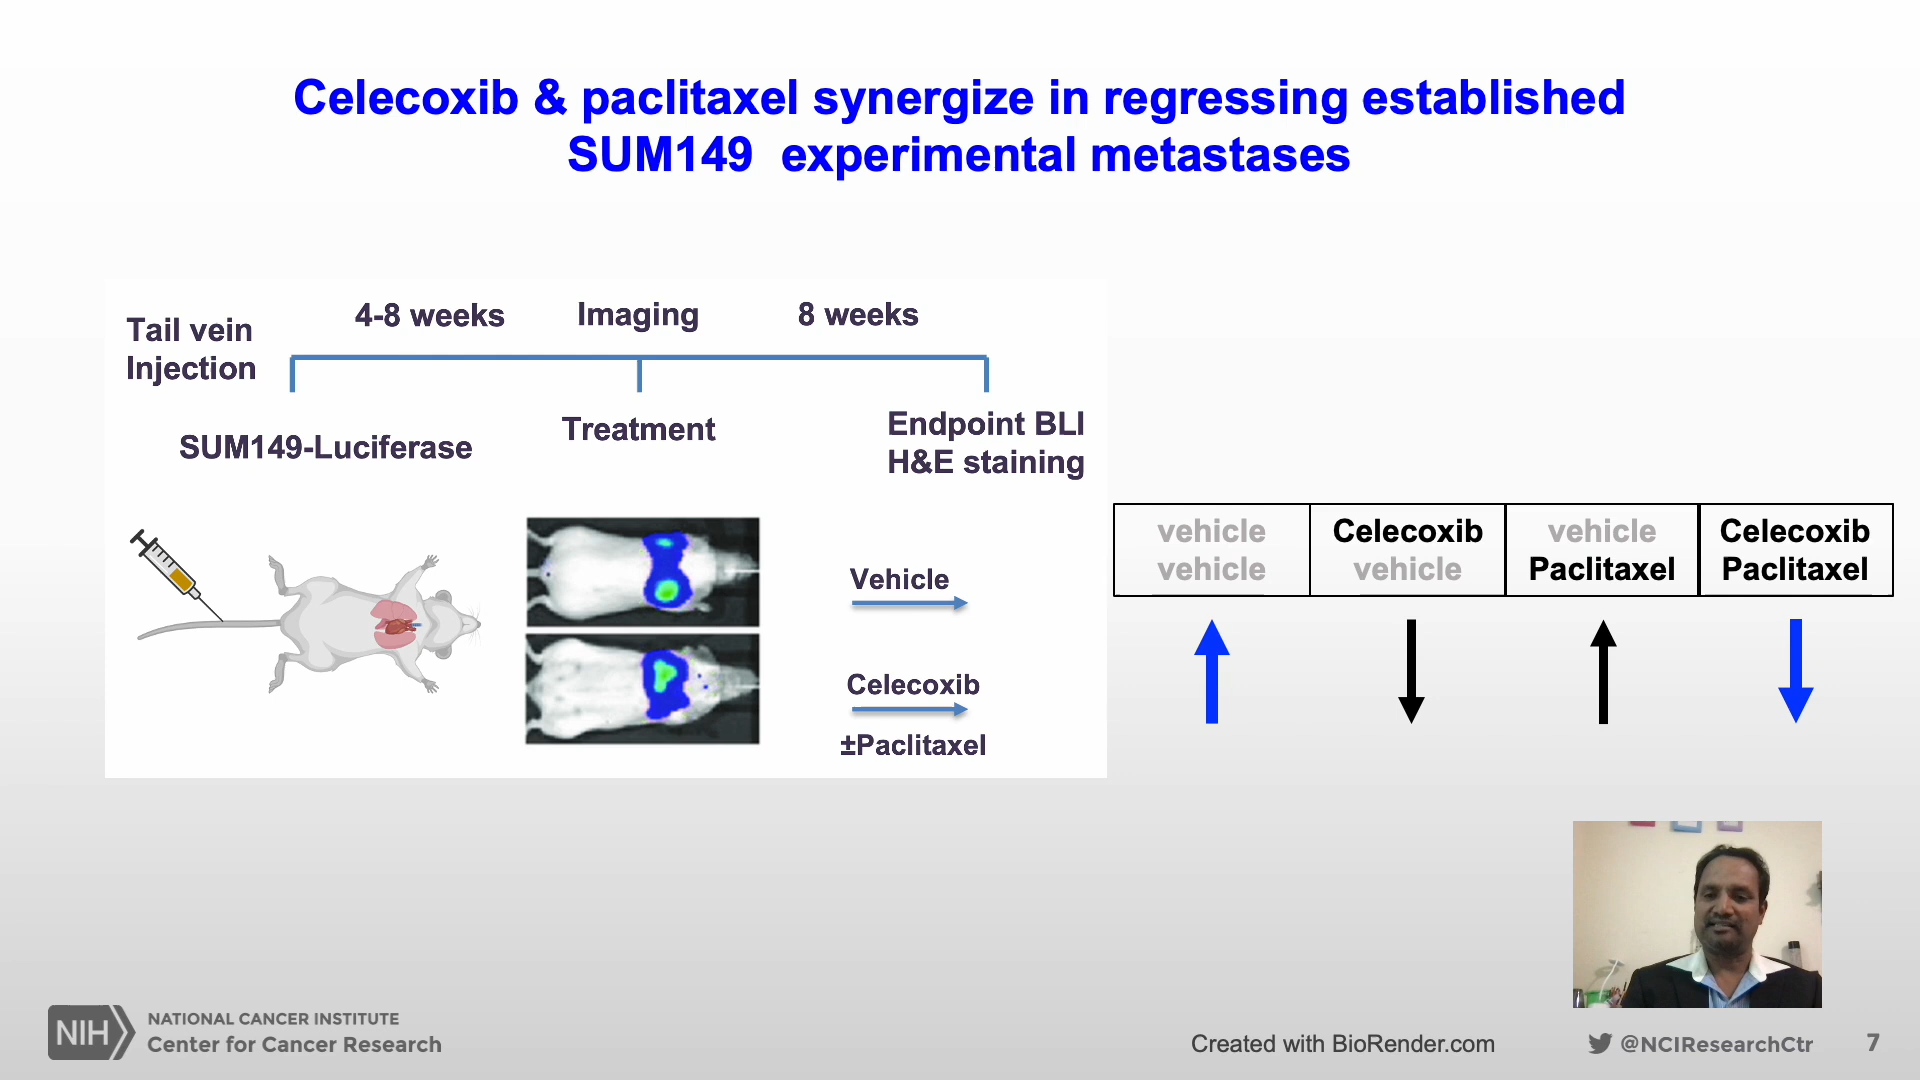 Celecoxib & paclitaxel synergize in regressing established
SUM149 experimental metastases
Tail vein
Injection
4-8 weeks
Imaging
8 weeks
SUM149-Luciferase
Treatment
Endpoint BLI
H&E staining
Vehicle
Celecoxib
±Paclitaxel
vehicle
vehicle
Celecoxib
vehicle
vehicle
Paclitaxel
Celecoxib
Paclitaxel
NIH
NATIONAL CANCER INSTITUTE
Center for Cancer Research
Created with BioRender.com
@NCIResearchCtr
7